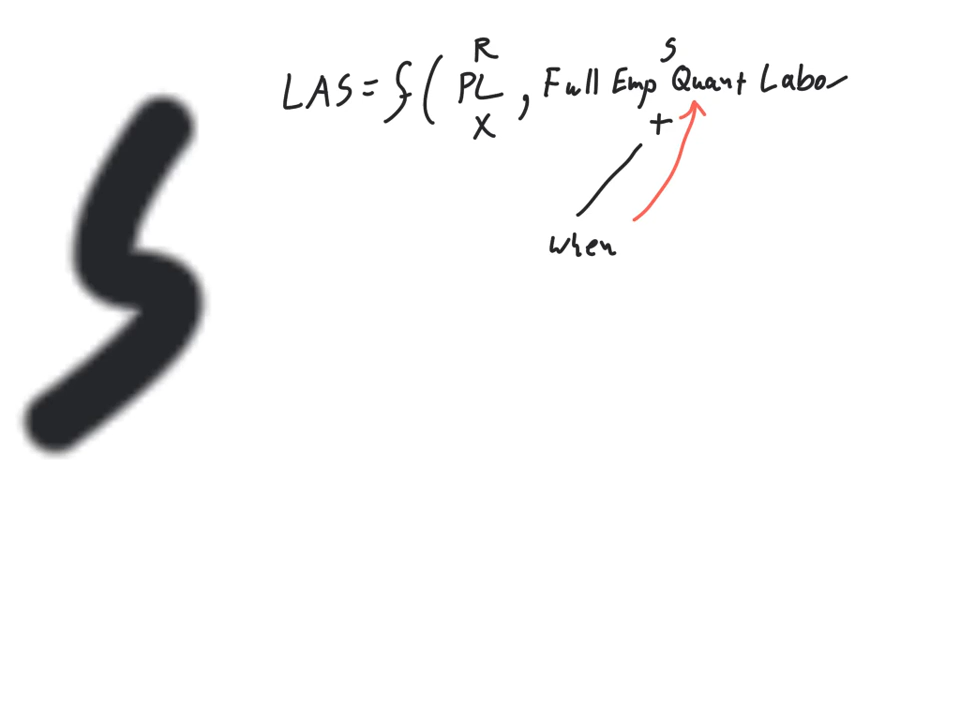 S
R S
LAS = f( PL , Full Emp Quant Labor
X +
when